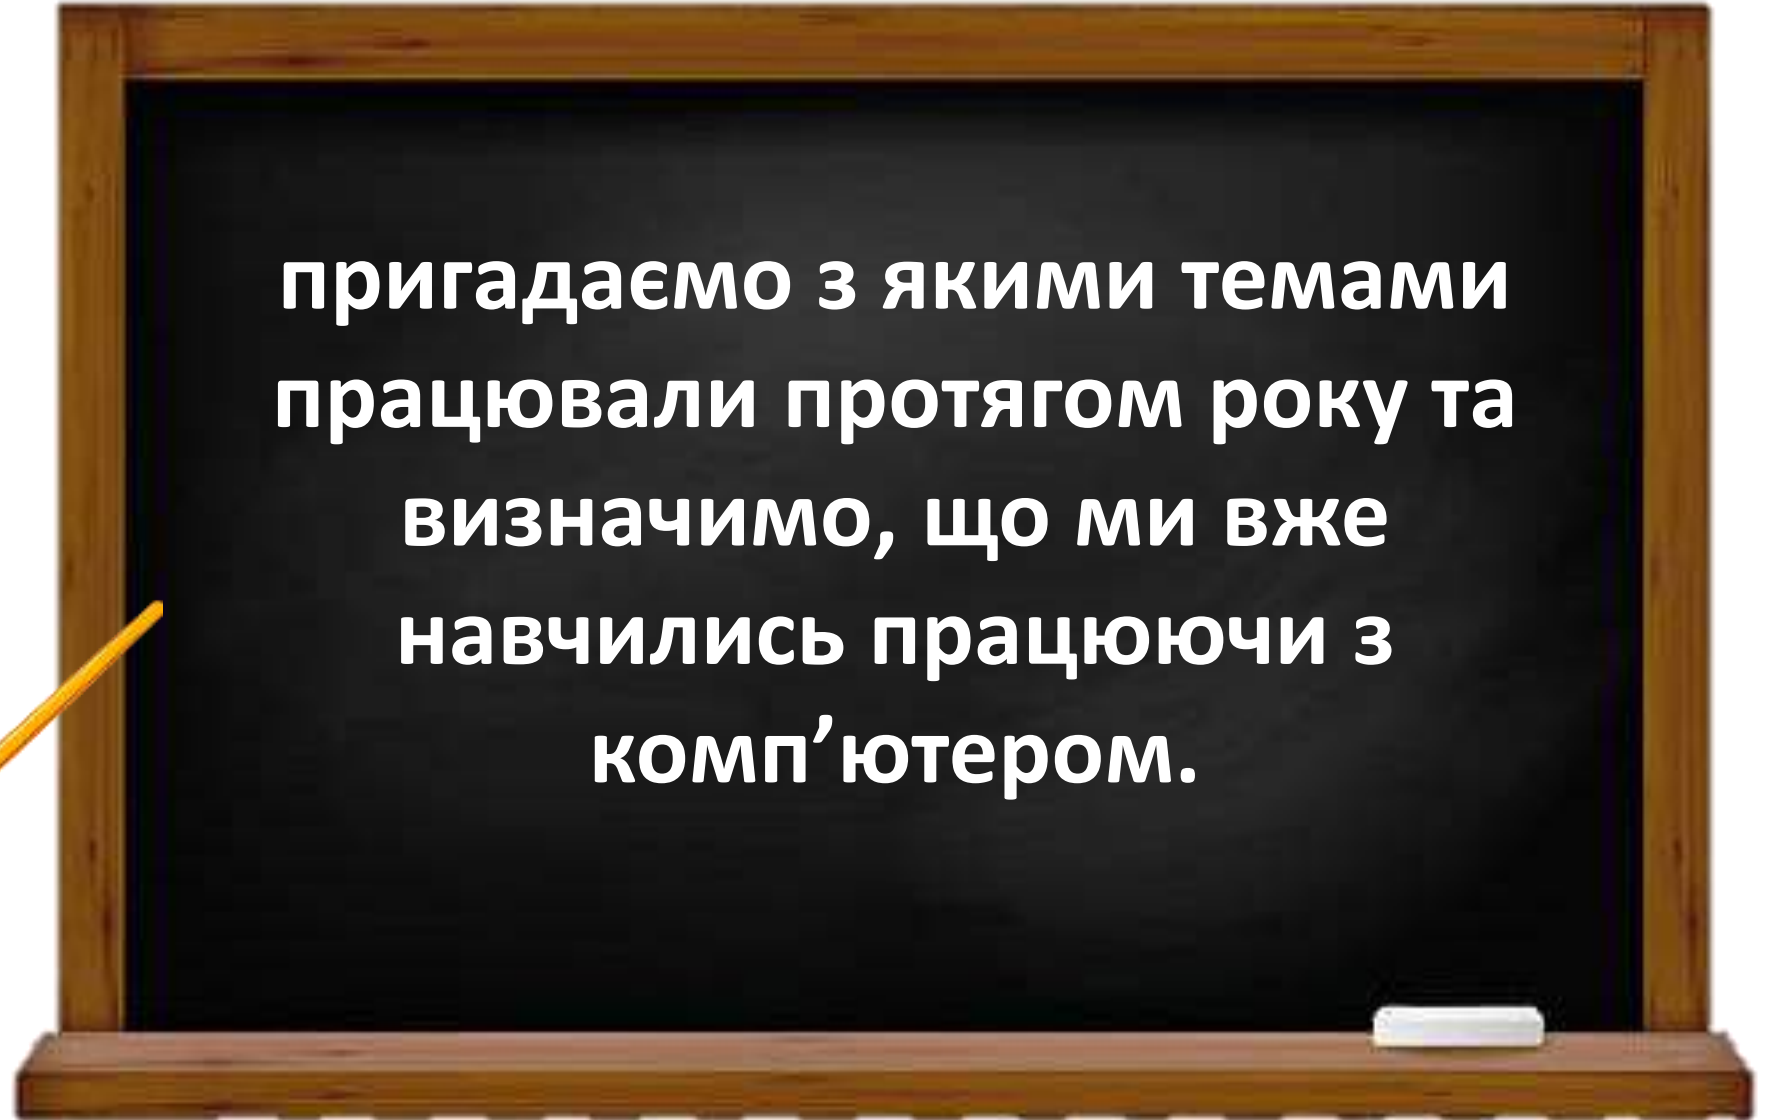 пригадаємо з якими темами
працювали протягом року та
визначимо, що ми вже
навчились працюючи з
комп’ютером.